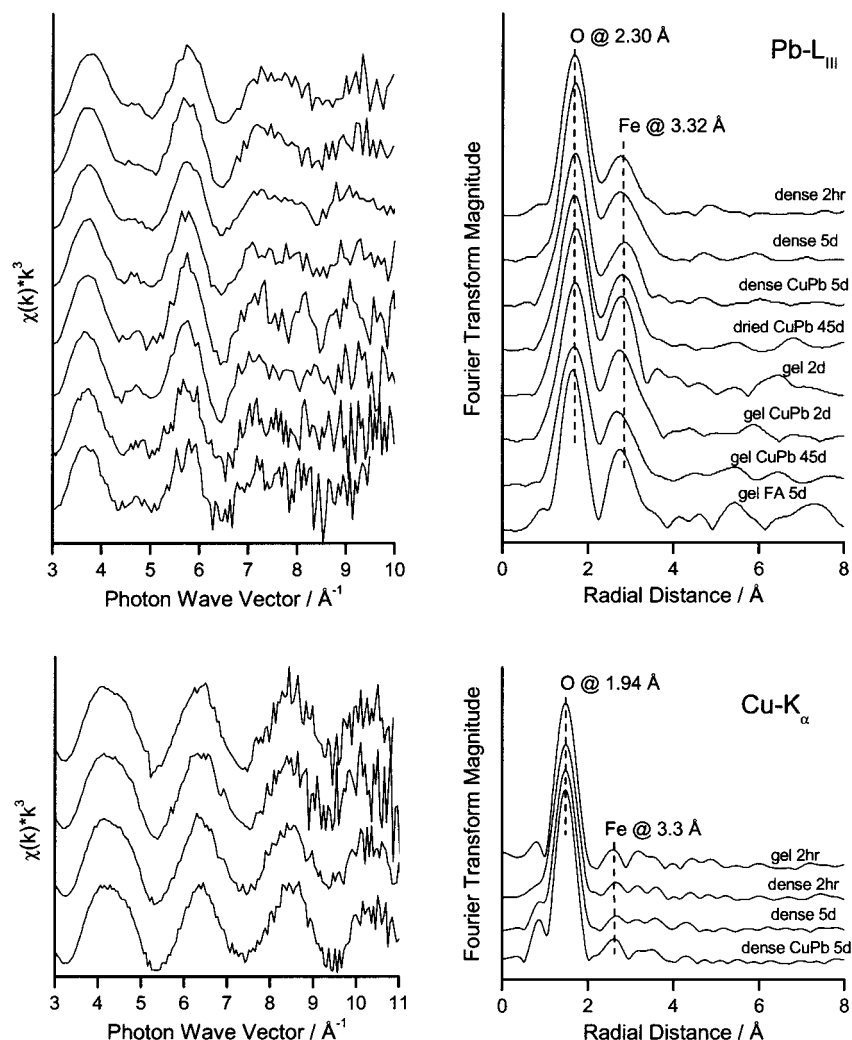 χ(k)*k³
3 4 5 6 7 8 9 10
Photon Wave Vector / Å⁻¹
Fourier Transform Magnitude
O @ 2.30 Å
Pb-L_III
Fe @ 3.32 Å
dense 2hr
dense 5d
dense CuPb 5d
dried CuPb 45d
gel 2d
gel CuPb 2d
gel CuPb 45d
gel FA 5d
0 2 4 6 8
Radial Distance / Å
χ(k)*k³
3 4 5 6 7 8 9 10 11
Photon Wave Vector / Å⁻¹
Fourier Transform Magnitude
O @ 1.94 Å
Cu-K_α
Fe @ 3.3 Å
gel 2hr
dense 2hr
dense 5d
dense CuPb 5d
0 2 4 6 8
Radial Distance / Å